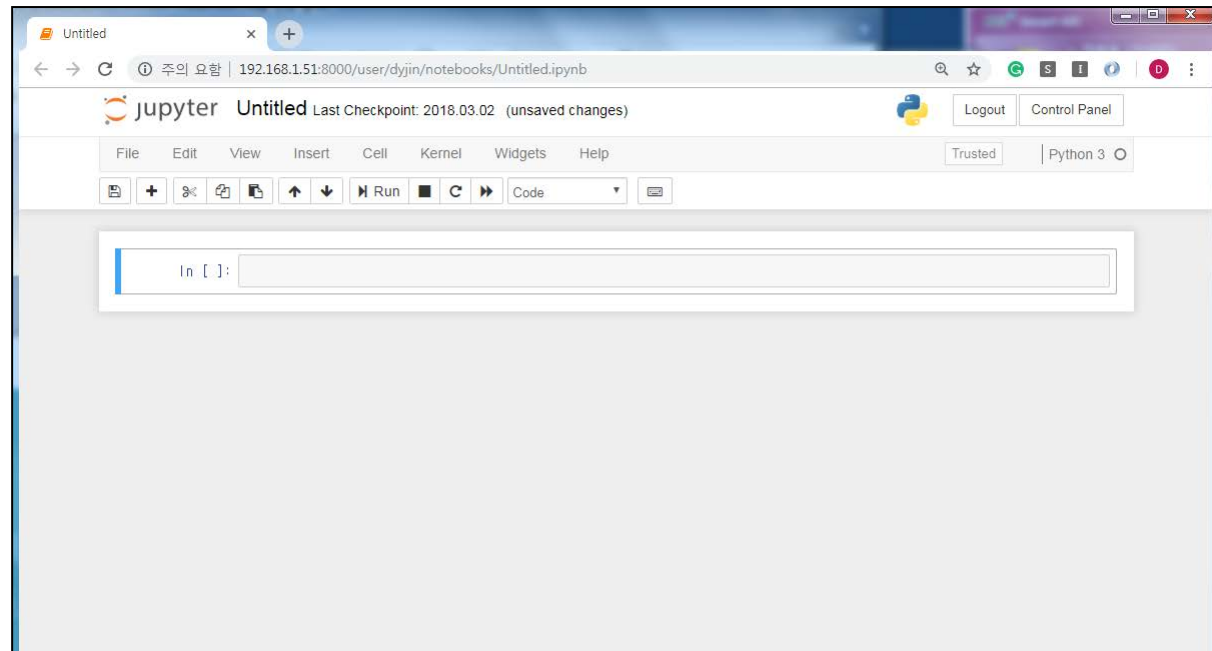 Untitled
주의 요함 | 192.168.1.51:8000/user/dyjin/notebooks/Untitled.ipynb
G S I D
jupyter Untitled Last Checkpoint: 2018.03.02 (unsaved changes) Logout Control Panel
File Edit View Insert Cell Kernel Widgets Help Trusted | Python 3
Run Code
In [ ]: